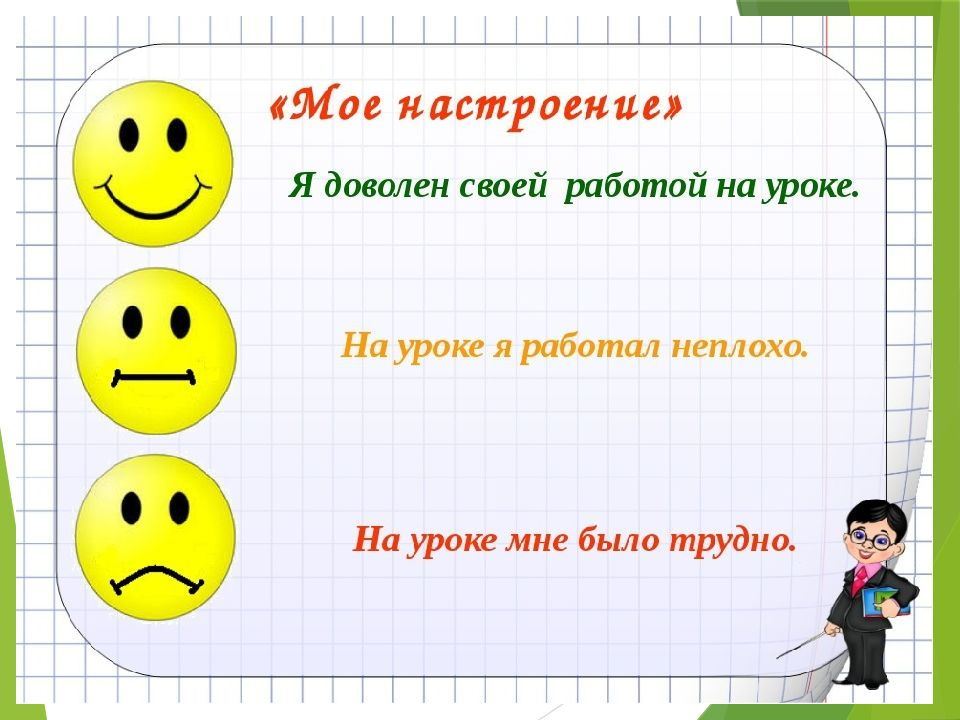 «Мое настроение»
Я доволен своей работой на уроке.
На уроке я работал неплохо.
На уроке мне было трудно.